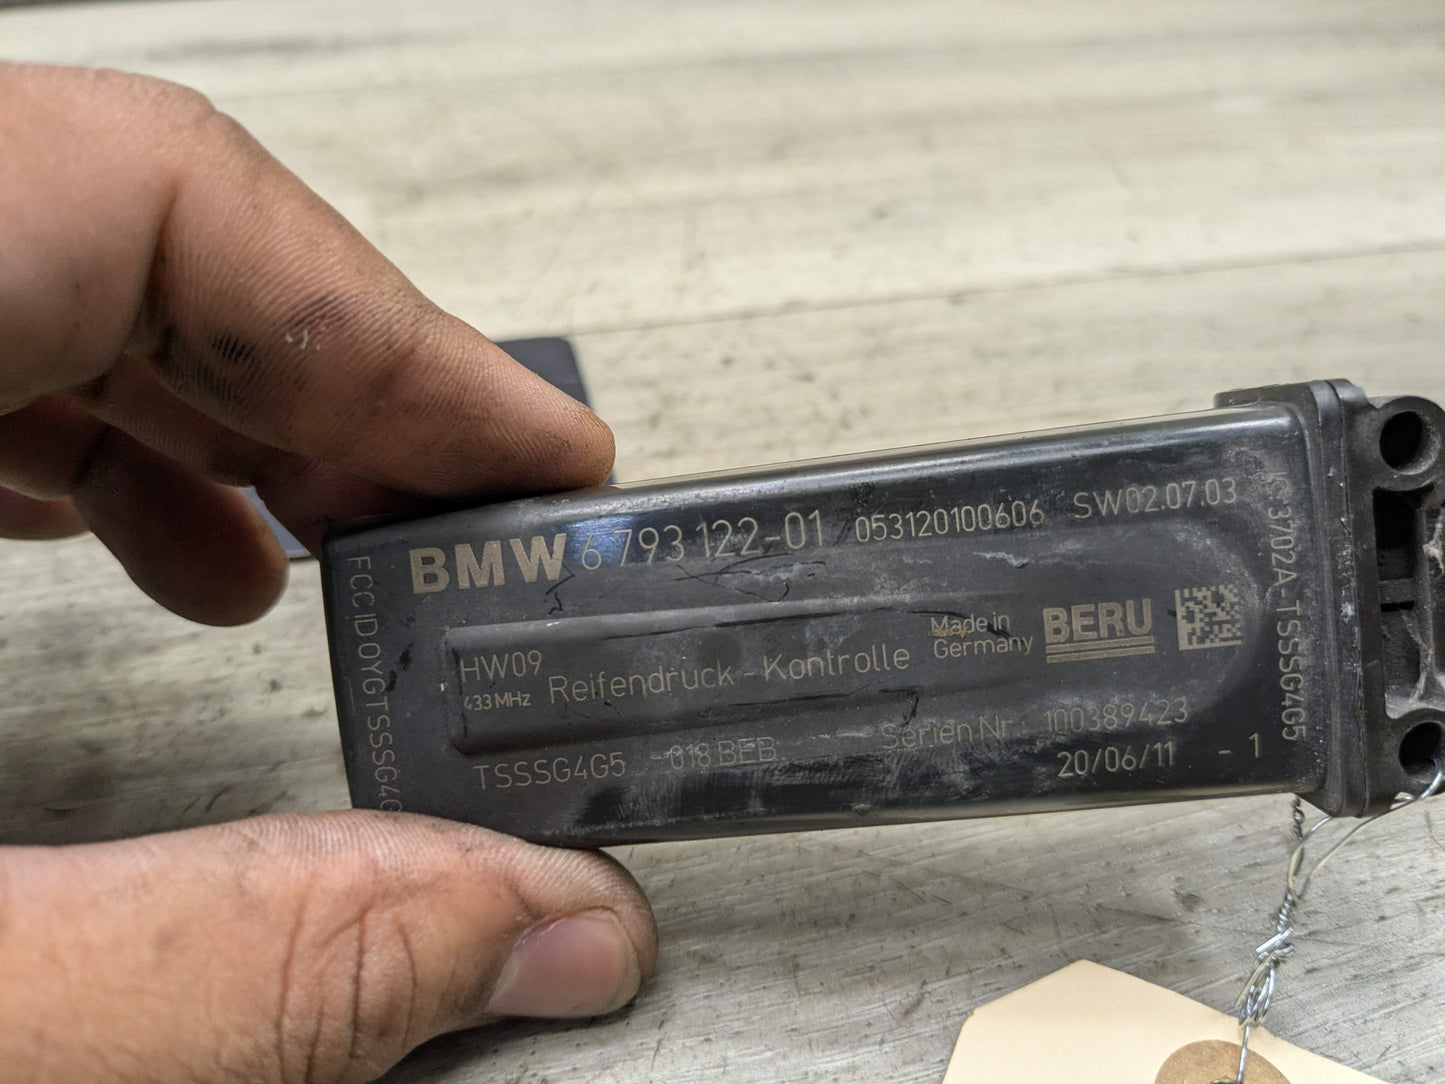 BMW 6 793 122-01 053120100606 SW02.07.03
HW09
433 MHz Reifendruck - Kontrolle
Made in
Germany
BERU
TSSSG4G5 018 BEB
Serien Nr.: 100389423
20/06/11 - 1
FCC ID OYGTSSSG4G
IC 3702A-TSSSG4G5